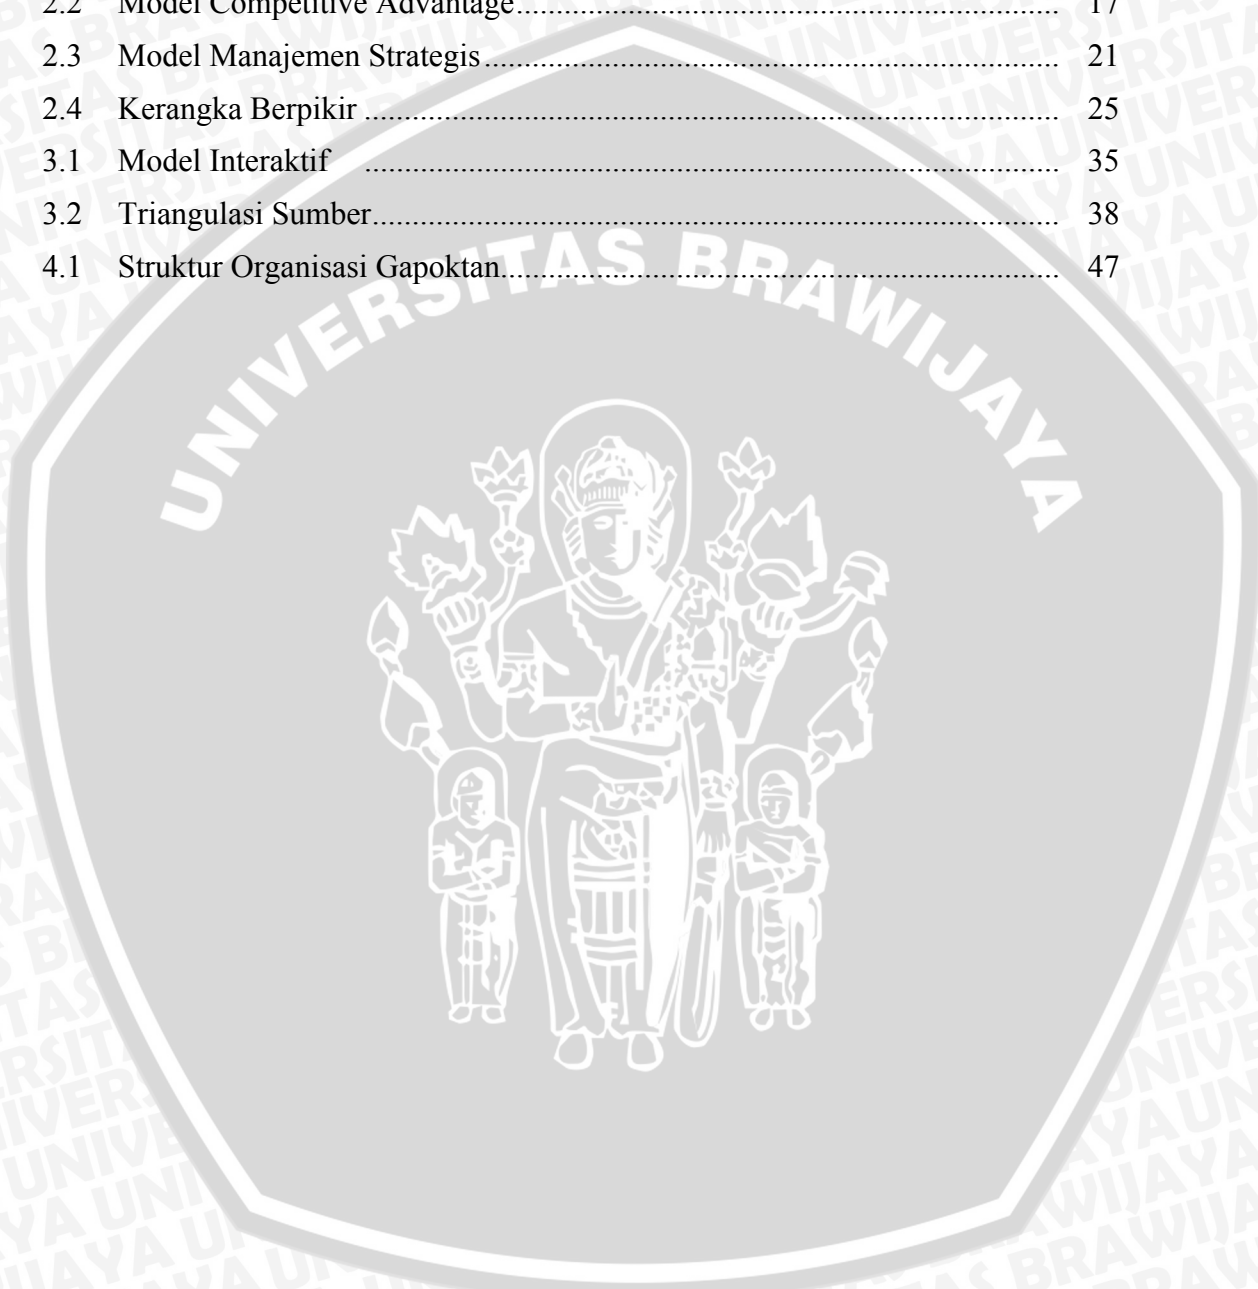 2.2 Model Competitive Advantage.................................................................... 17
2.3 Model Manajemen Strategis........................................................................ 21
2.4 Kerangka Berpikir ....................................................................................... 25
3.1 Model Interaktif ....................................................................................... 35
3.2 Triangulasi Sumber...................................................................................... 38
4.1 Struktur Organisasi Gapoktan...................................................................... 47
UNIVERSITAS BRAWIJAYA